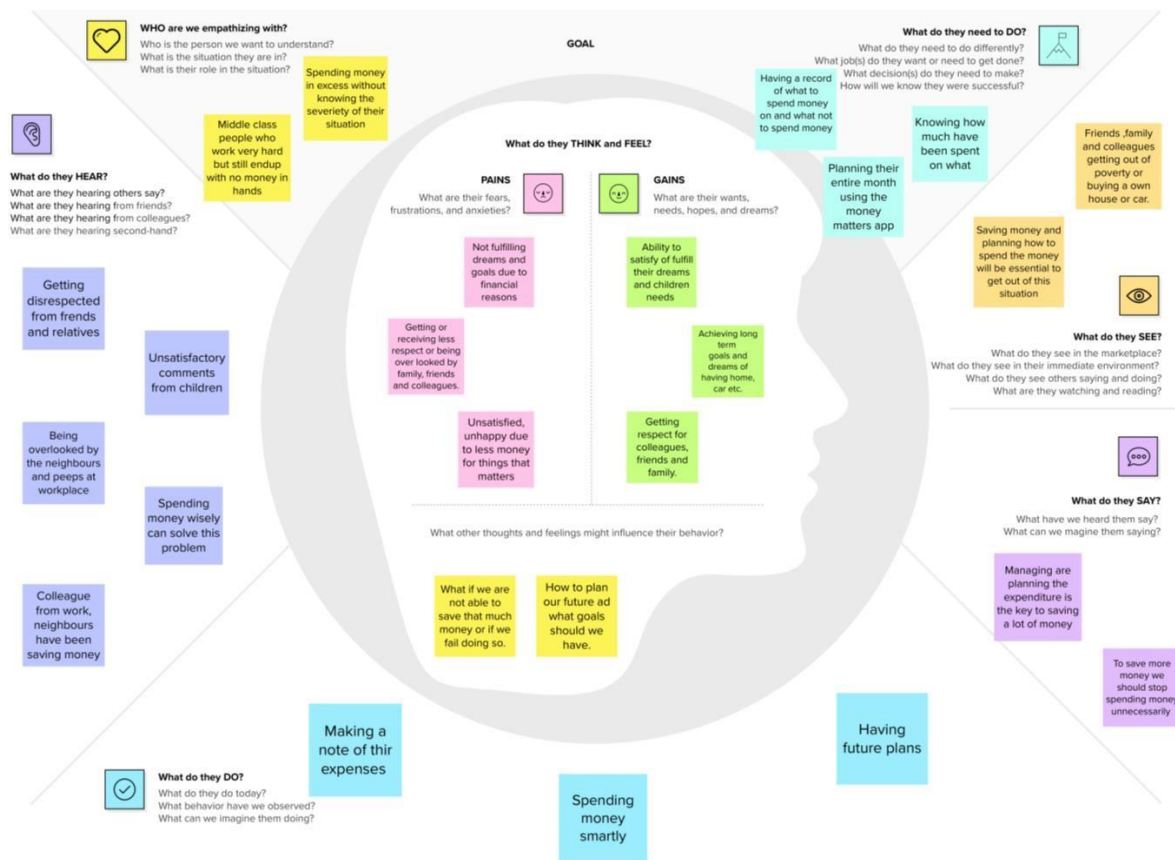 WHO are we empathizing with?
Who is the person we want to understand?
What is the situation they are in?
What is their role in the situation?
Spending money
in excess without
knowing the
severiety of their
situation
Middle class
people who
work very hard
but still endup
with no money in
hands
GOAL
What do they need to DO?
What do they need to do differently?
What job(s) do they want or need to get done?
What decision(s) do they need to make?
How will we know they were successful?
Having a record
of what to
spend money
on and what not
to spend money
Knowing how
much have
been spent
on what
Planning their
entire month
using the
money
matters app
Friends ,family
and colleagues
getting out of
poverty or
buying a own
house or car.
Saving money and
planning how to
spend the money
will be essential to
get out of this
situation
What do they SEE?
What do they see in the marketplace?
What do they see in their immediate environment?
What do they see others saying and doing?
What are they watching and reading?
What do they SAY?
What have we heard them say?
What can we magine them saying?
Managing are
planning the
expenditure is
the key to saving
a lot of money
To save more
money we
should stop
spending money
unnecessarily
What do they HEAR?
What are they hearing others say?
What are they hearing from friends?
What are they hearing from colleagues?
What are they hearing second-hand?
Getting
disrespected
from frends
and relatives
Unsatisfactory
comments
from children
Being
overlooked by
the neighbours
and peeps at
workplace
Spending
money wisely
can solve this
problem
Colleague
from work,
neighbours
have been
saving money
What do they THINK and FEEL?
PAINS
What are their fears,
frustrations, and anxieties?
Not fulfilling
dreams and
goals due to
financial
reasons
Getting or
receiving less
respect or being
over looked by
family, friends
and colleagues.
Unsatisfied,
unhappy due
to less money
for things that
matters
GAINS
What are their wants,
needs, hopes, and dreams?
Ability to
satisfy of fulfill
their dreams
and children
needs
Achieving long
term
goals and
dreams of
having home,
car etc.
Getting
respect for
colleagues,
friends and
family.
What other thoughts and feelings might influence their behavior?
What if we are
not able to
save that much
money or if we
fail doing so.
How to plan
our future ad
what goals
should we
have.
What do they DO?
What do they do today?
What behavior have we observed?
What can we imagine them doing?
Making a
note of thir
expenses
Spending
money
smartly
Having
future plans